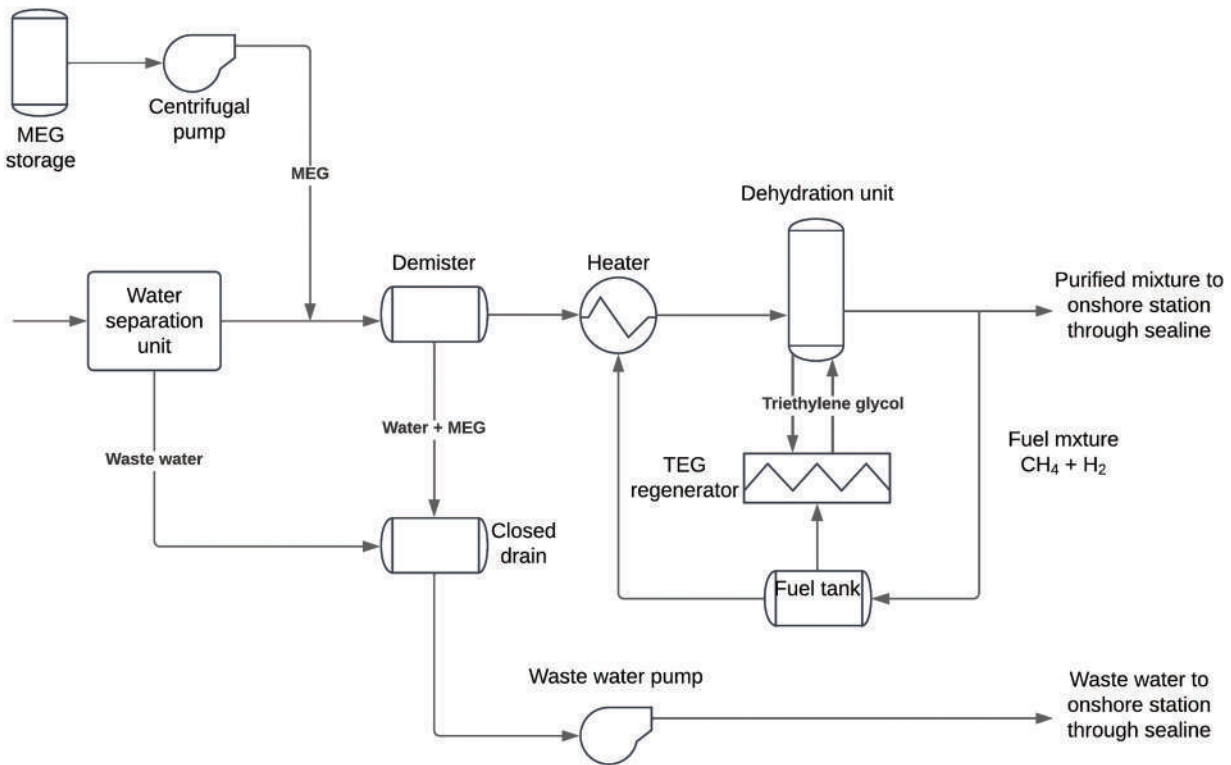 MEG
storage
Centrifugal
pump
MEG
Dehydration unit
Water
separation
unit
Demister
Heater
Purified mixture to
onshore station
through sealine
Triethylene glycol
Water + MEG
Waste water
TEG
regenerator
Fuel mxture
CH₄ + H₂
Closed
drain
Fuel tank
Waste water pump
Waste water to
onshore station
through sealine